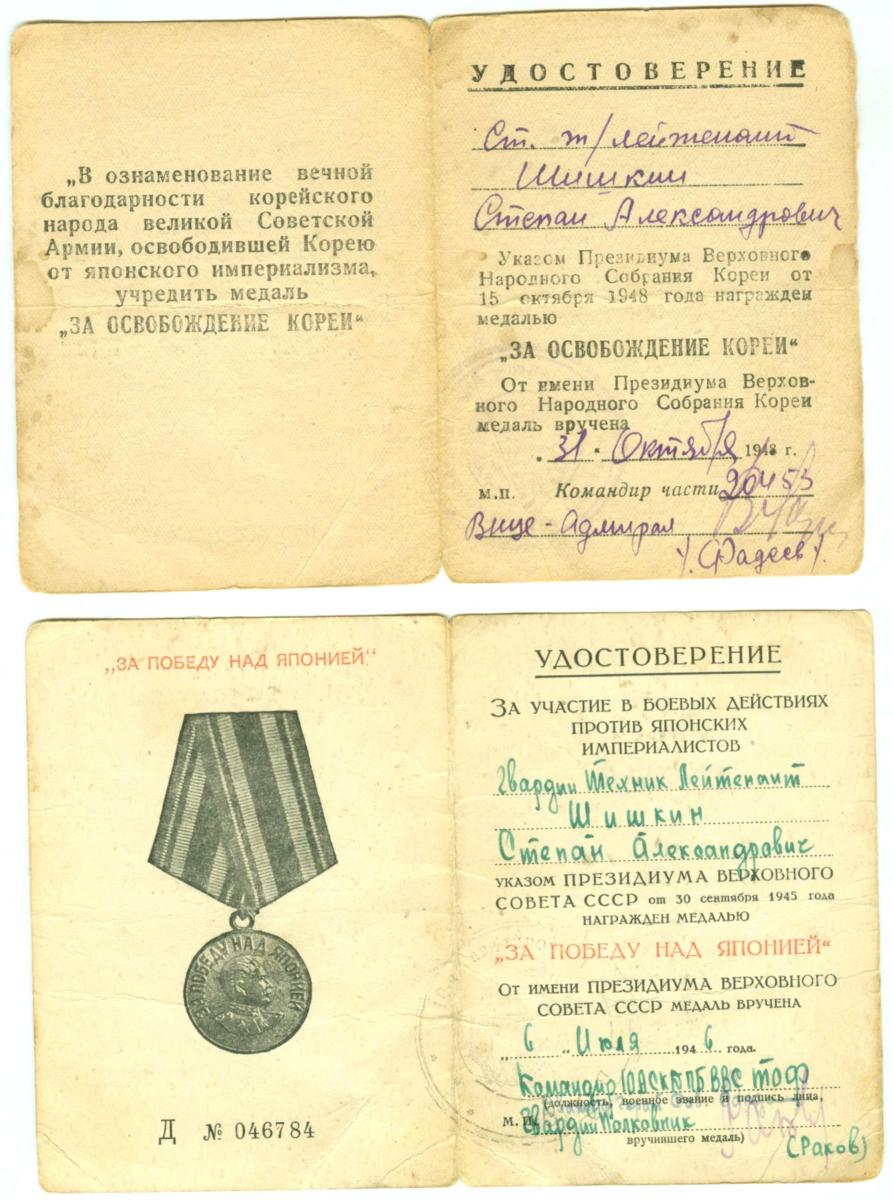 „В ознаменование вечной
благодарности корейского
народа великой Советской
Армии, освободившей Корею
от японского империализма,
учредить медаль
„ЗА ОСВОБОЖДЕНИЕ КОРЕИ“
УДОСТОВЕРЕНИЕ
Ст. т/лейтенант
Шишкин
Степан Александрович
Указом Президиума Верховного
Народного Собрания Кореи от
15 октября 1948 года награжден
медалью
„ЗА ОСВОБОЖДЕНИЕ КОРЕИ“
От имени Президиума Верхов-
ного Народного Собрания Кореи
медаль вручена
„31“ Октября 1948 г.
м.п. Командир части 20453
Вице-Адмирал
(Фадеев).
„ЗА ПОБЕДУ НАД ЯПОНИЕЙ“
ЗА ПОБЕДУ НАД ЯПОНИЕЙ
Д № 046784
УДОСТОВЕРЕНИЕ
За участие в боевых действиях
против японских
империалистов
Гвардии Техник Лейтенант
Шишкин
Степан Александрович
указом Президиума Верховного
Совета СССР от 30 сентября 1945 года
награжден медалью
„ЗА ПОБЕДУ НАД ЯПОНИЕЙ“
От имени Президиума Верховного
Совета СССР медаль вручена
„6“ Июля 1946 года.
Командир 10ДСКППБ ВВС ТОФ
(должность, военное звание и подпись лица,
М. П. Гвардии Полковник
вручившего медаль)
(Раков)